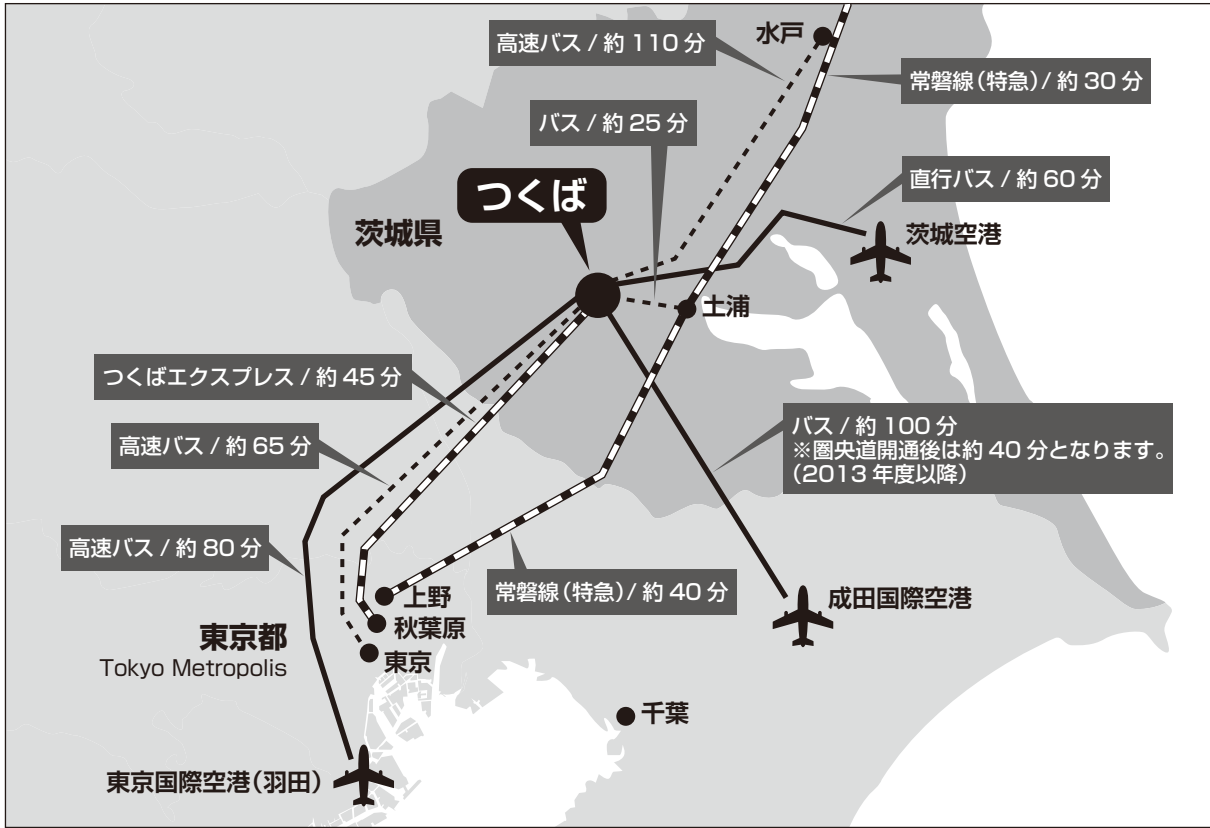 高速バス / 約 110 分
水戸
常磐線（特急）/ 約 30 分
バス / 約 25 分
直行バス / 約 60 分
つくば
茨城県
茨城空港
土浦
つくばエクスプレス / 約 45 分
高速バス / 約 65 分
バス / 約 100 分
※圏央道開通後は約 40 分となります。
（2013 年度以降）
高速バス / 約 80 分
常磐線（特急）/ 約 40 分
上野
成田国際空港
秋葉原
東京都
Tokyo Metropolis
東京
千葉
東京国際空港（羽田）